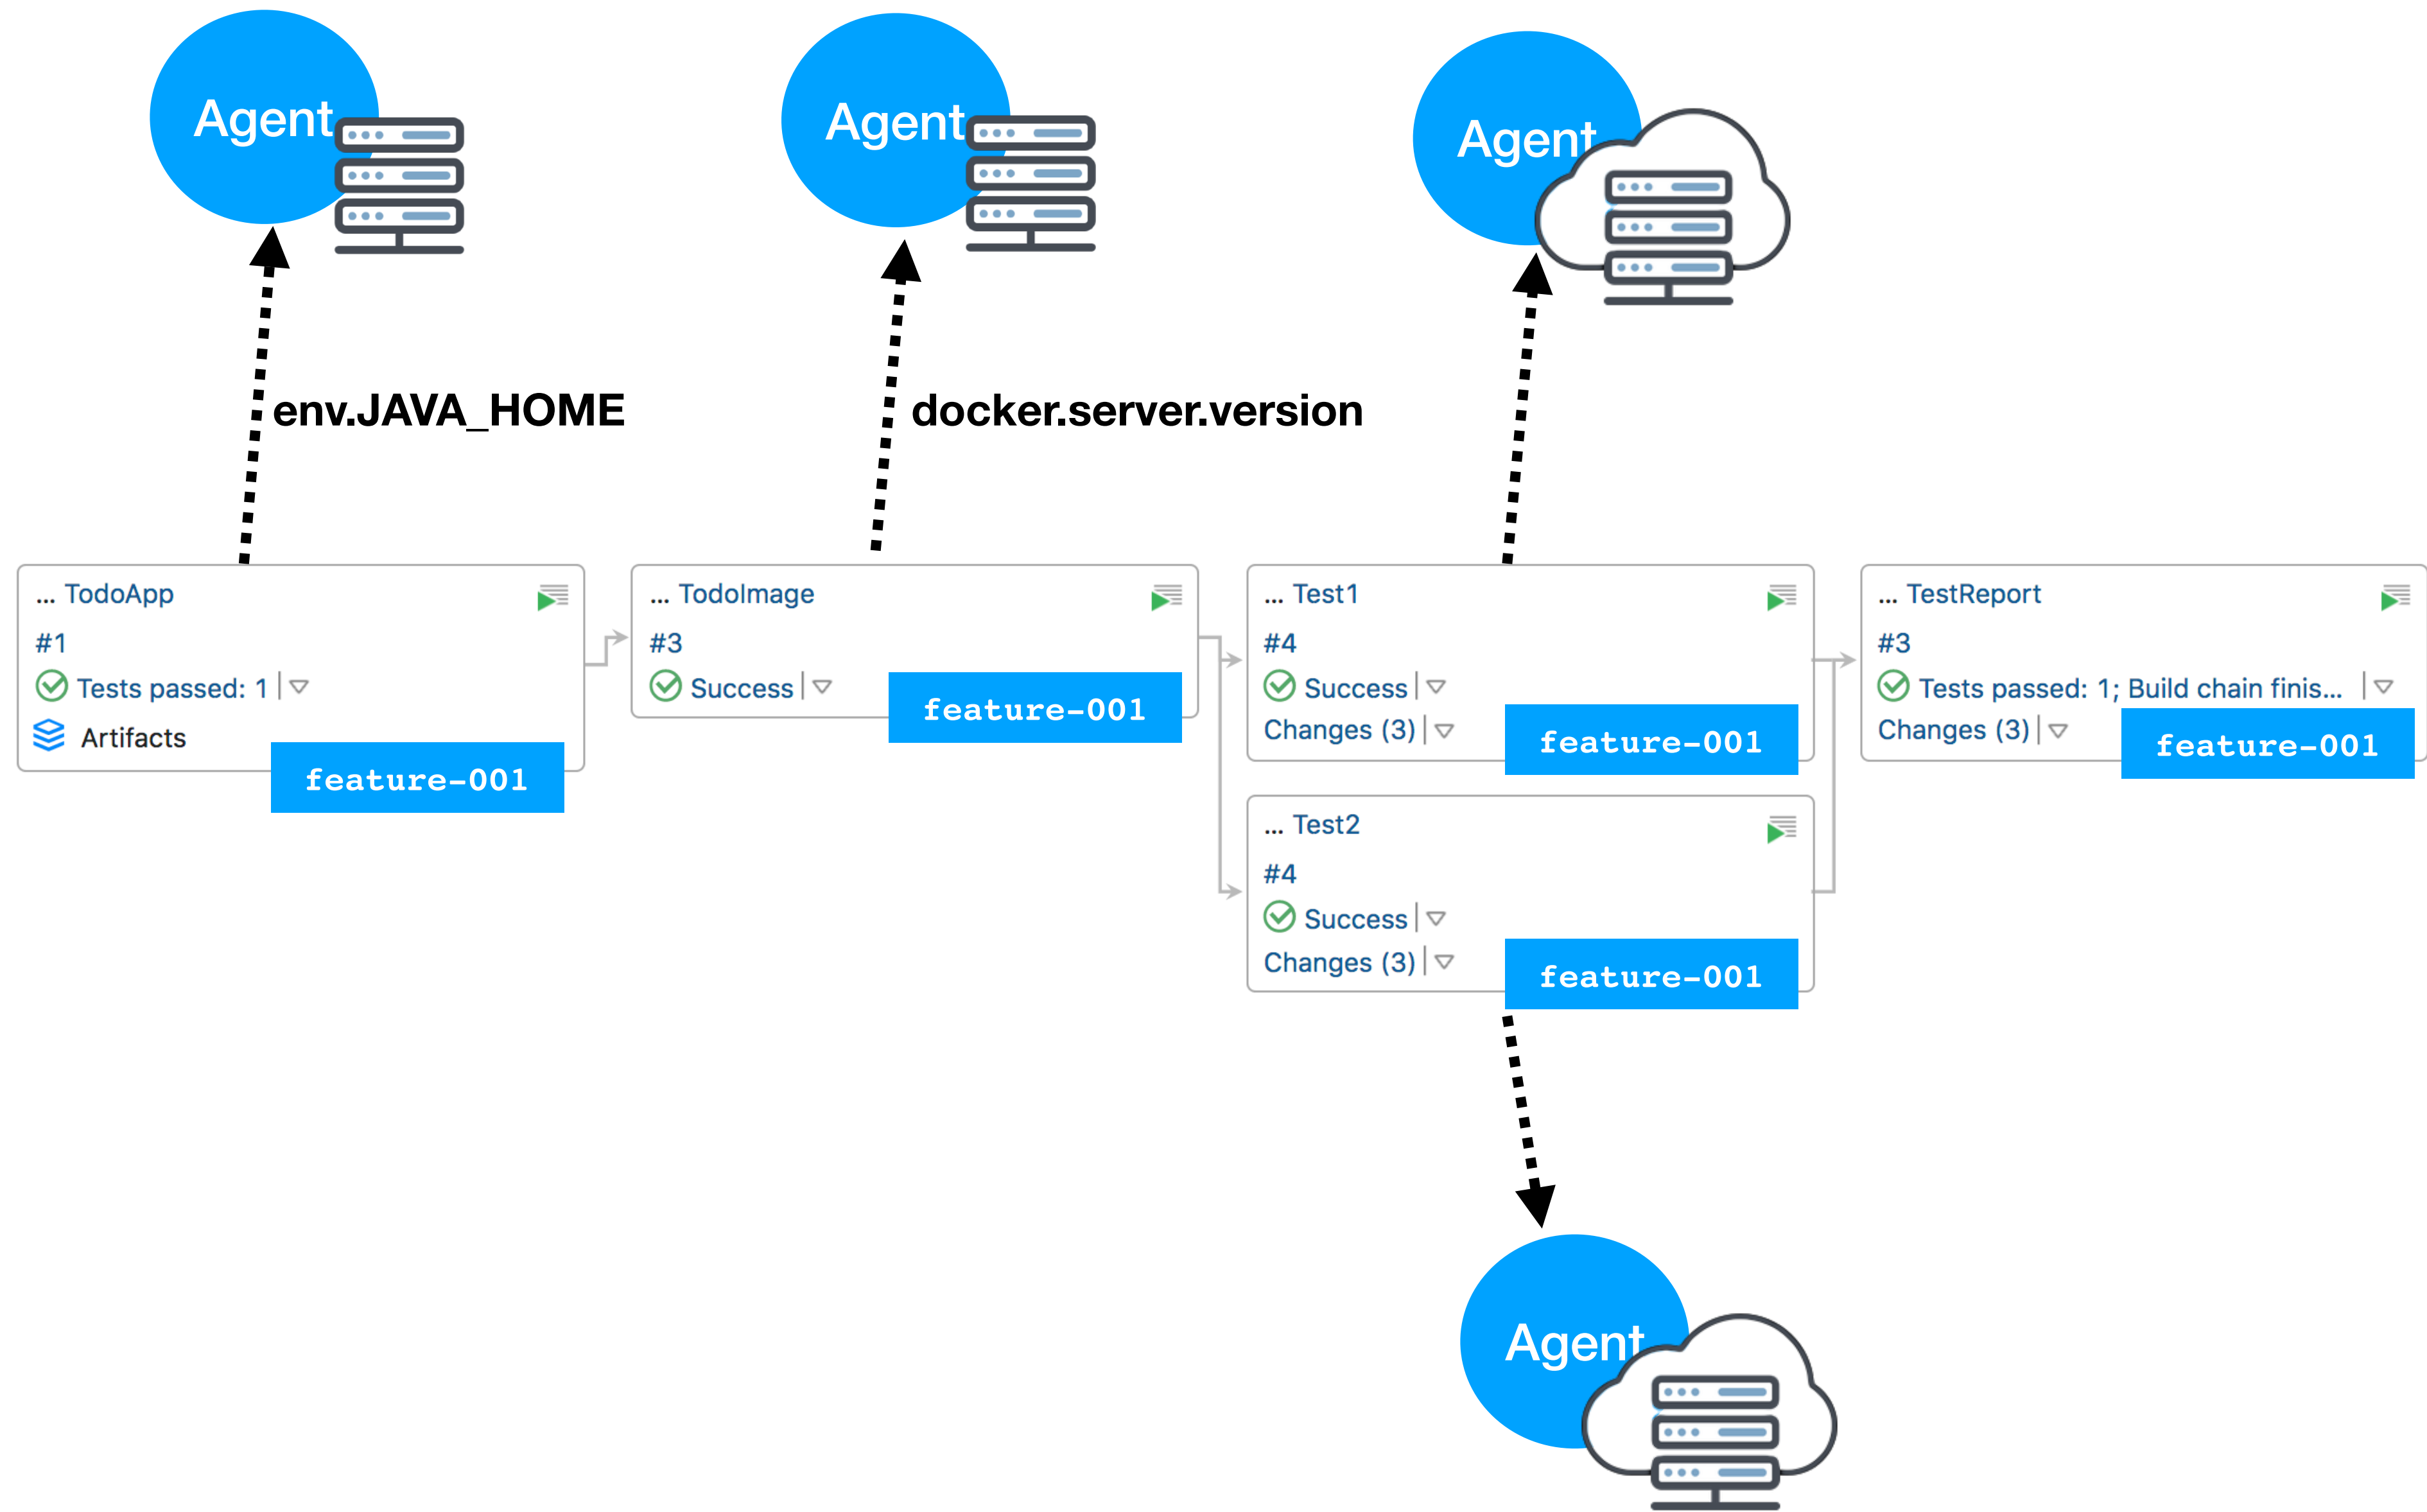 Agent
Agent
Agent
env.JAVA_HOME
docker.server.version
... TodoApp
#1
Tests passed: 1
Artifacts
feature-001
... TodoImage
#3
Success
feature-001
... Test1
#4
Success
Changes (3)
feature-001
... Test2
#4
Success
Changes (3)
feature-001
... TestReport
#3
Tests passed: 1; Build chain finis...
Changes (3)
feature-001
Agent